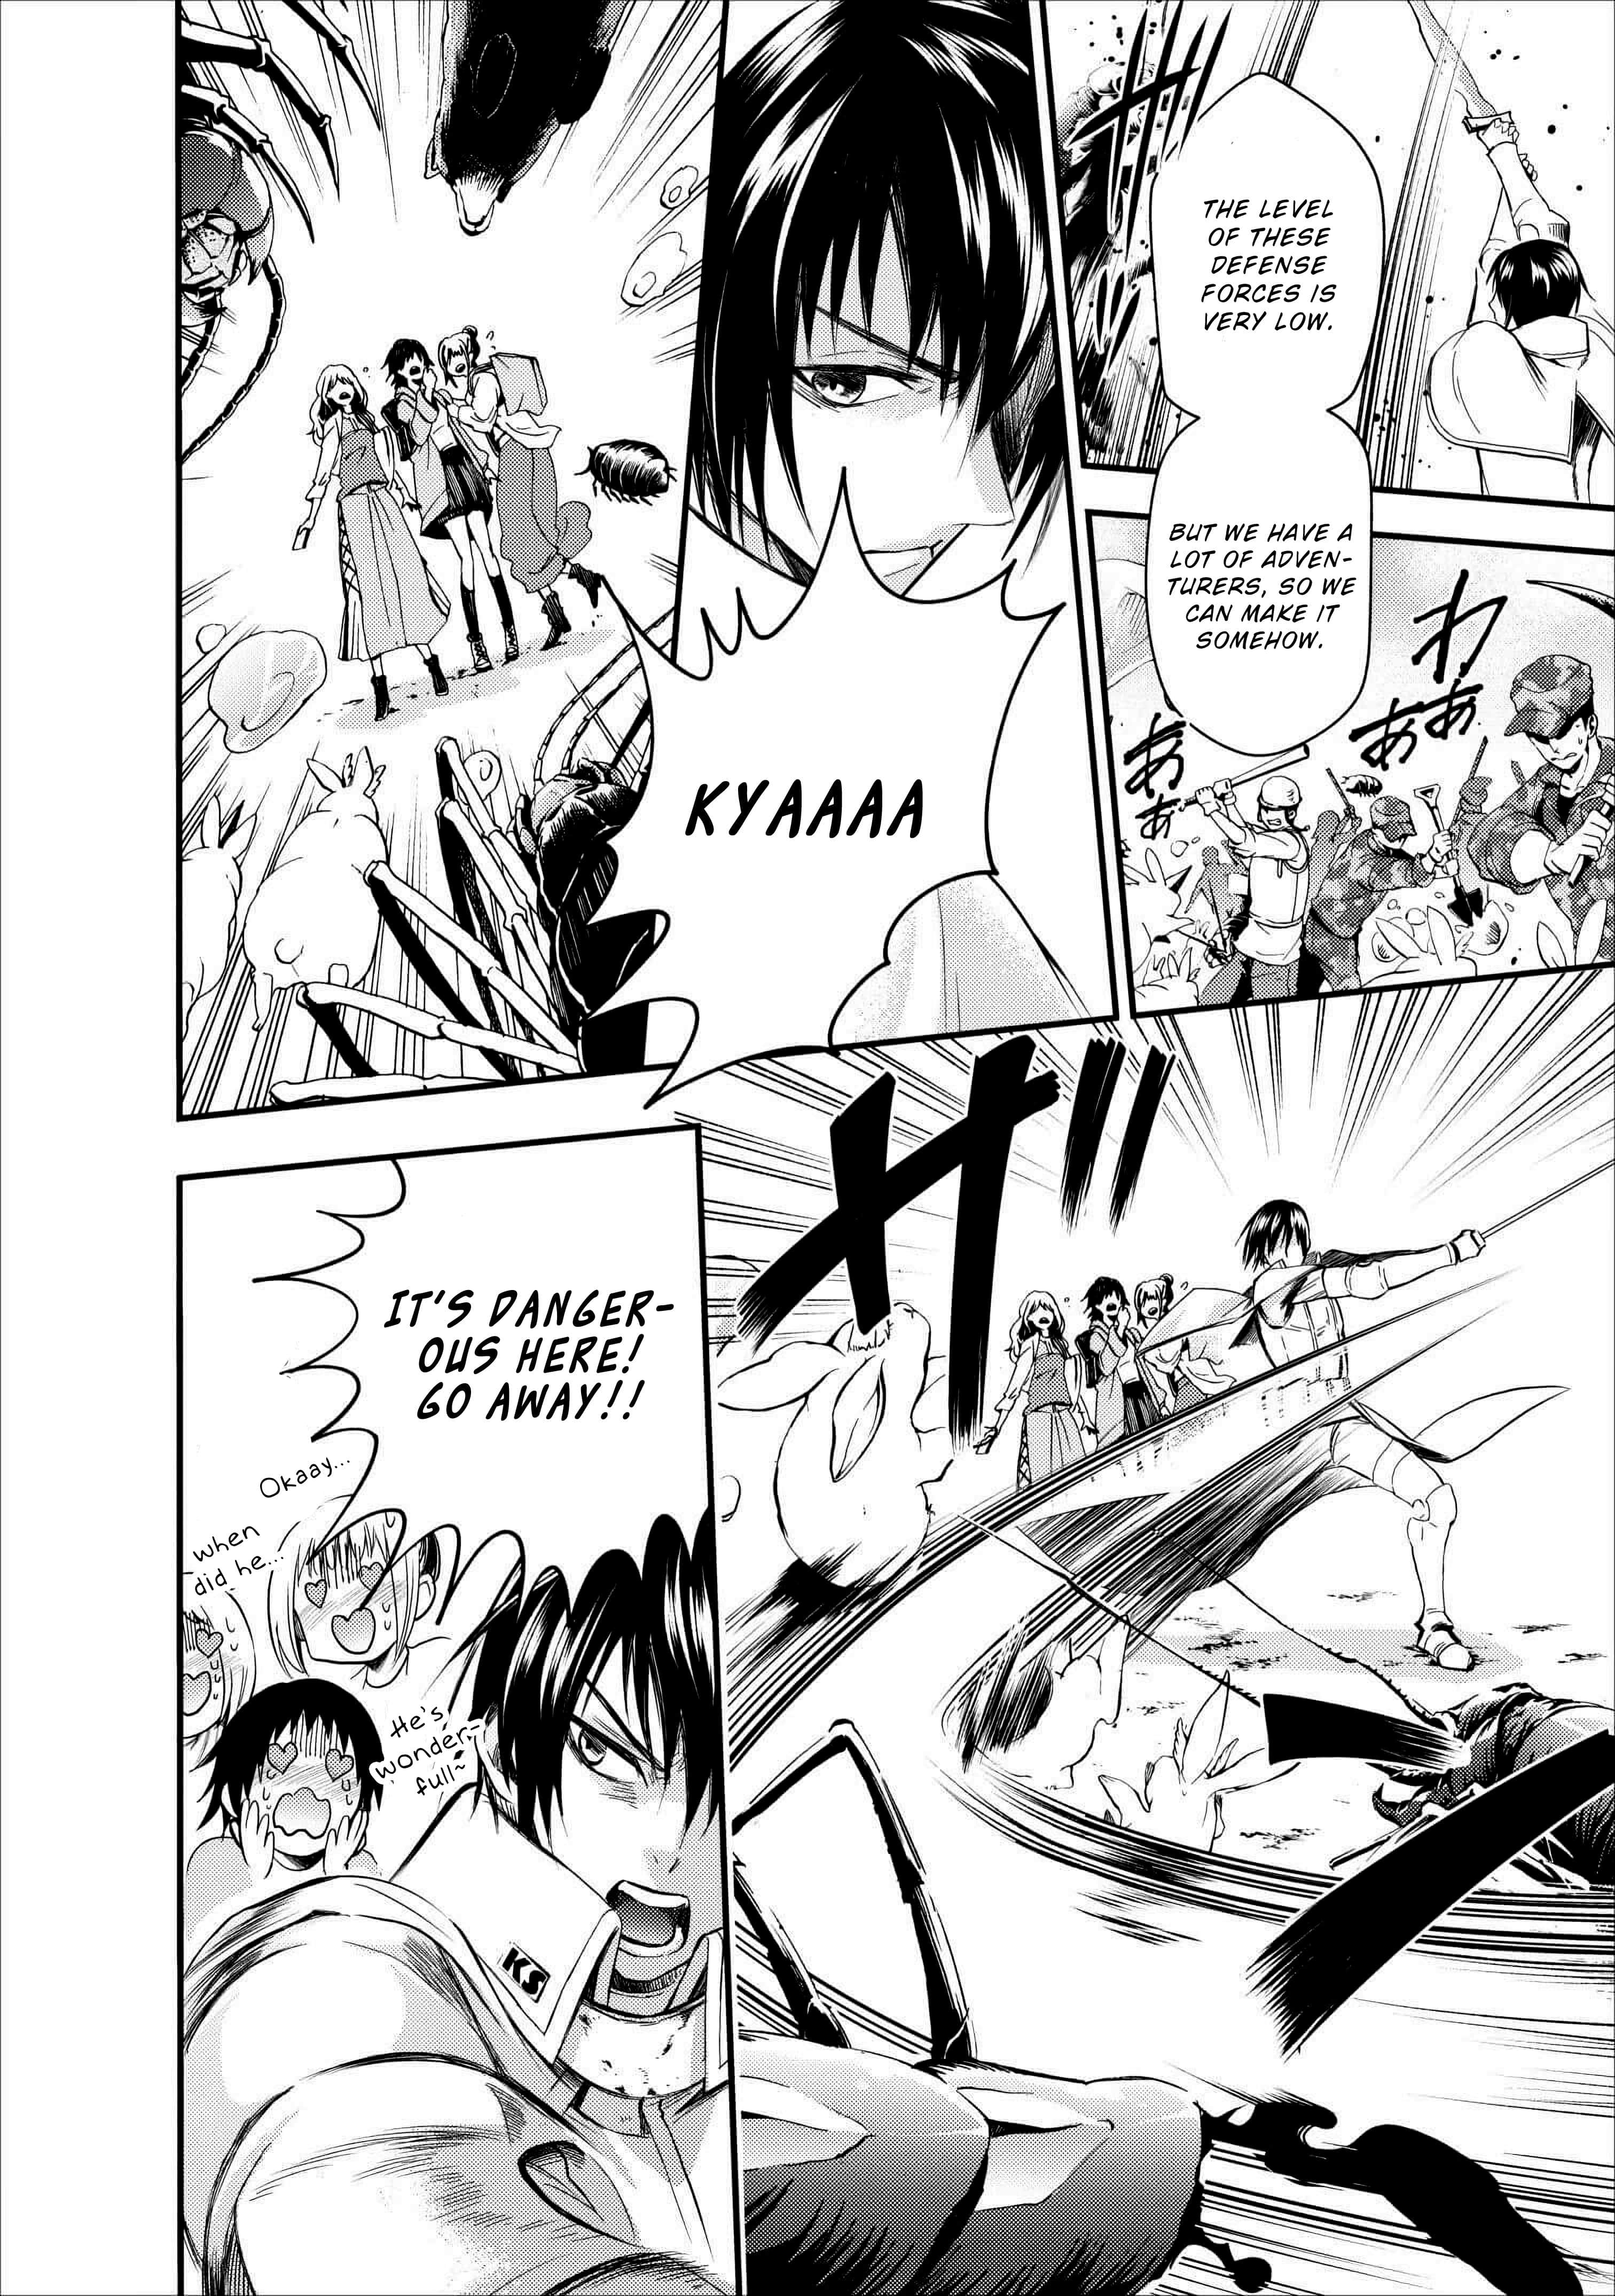 ザッ
THE LEVEL
OF THESE
DEFENSE
FORCES IS
VERY LOW.
BUT WE HAVE A
LOT OF ADVEN-
TURERS, SO WE
CAN MAKE IT
SOMEHOW.
わ
ああ
ああ
KYAAAA
ザ
IT'S DANGER-
OUS HERE!
GO AWAY!!
Okaay...
when
did he...
He's
wonder-
full~
KS